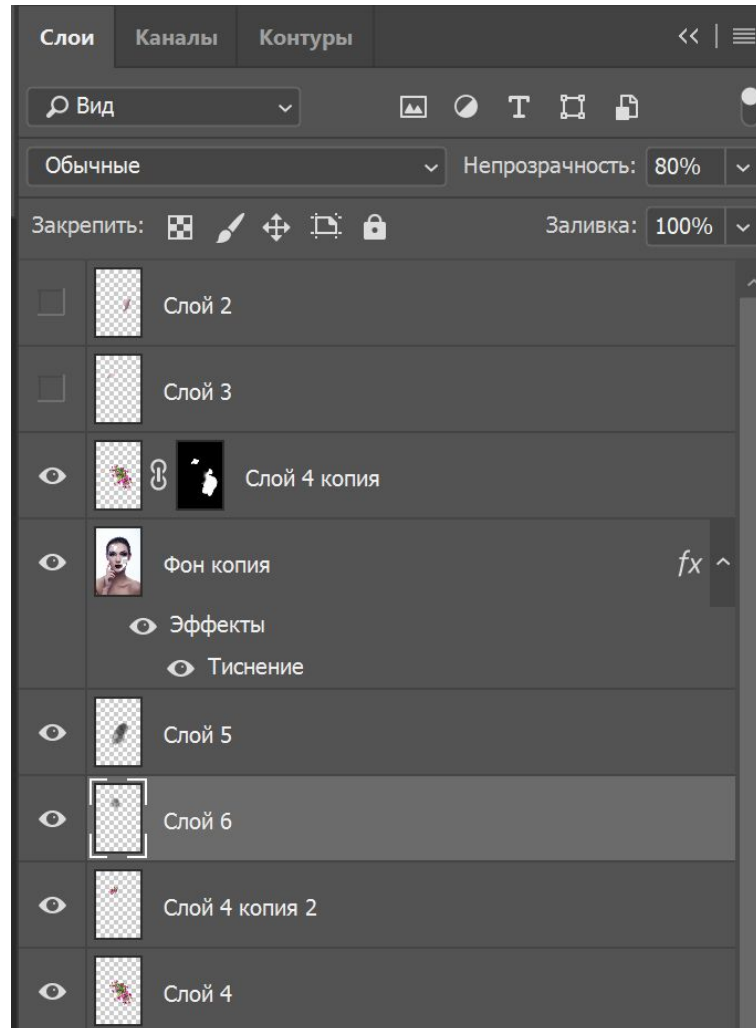 Слои Каналы Контуры
Вид
Обычные Непрозрачность: 80%
Закрепить: Заливка: 100%
Слой 2
Слой 3
Слой 4 копия
Фон копия fx
Эффекты
Тиснение
Слой 5
Слой 6
Слой 4 копия 2
Слой 4